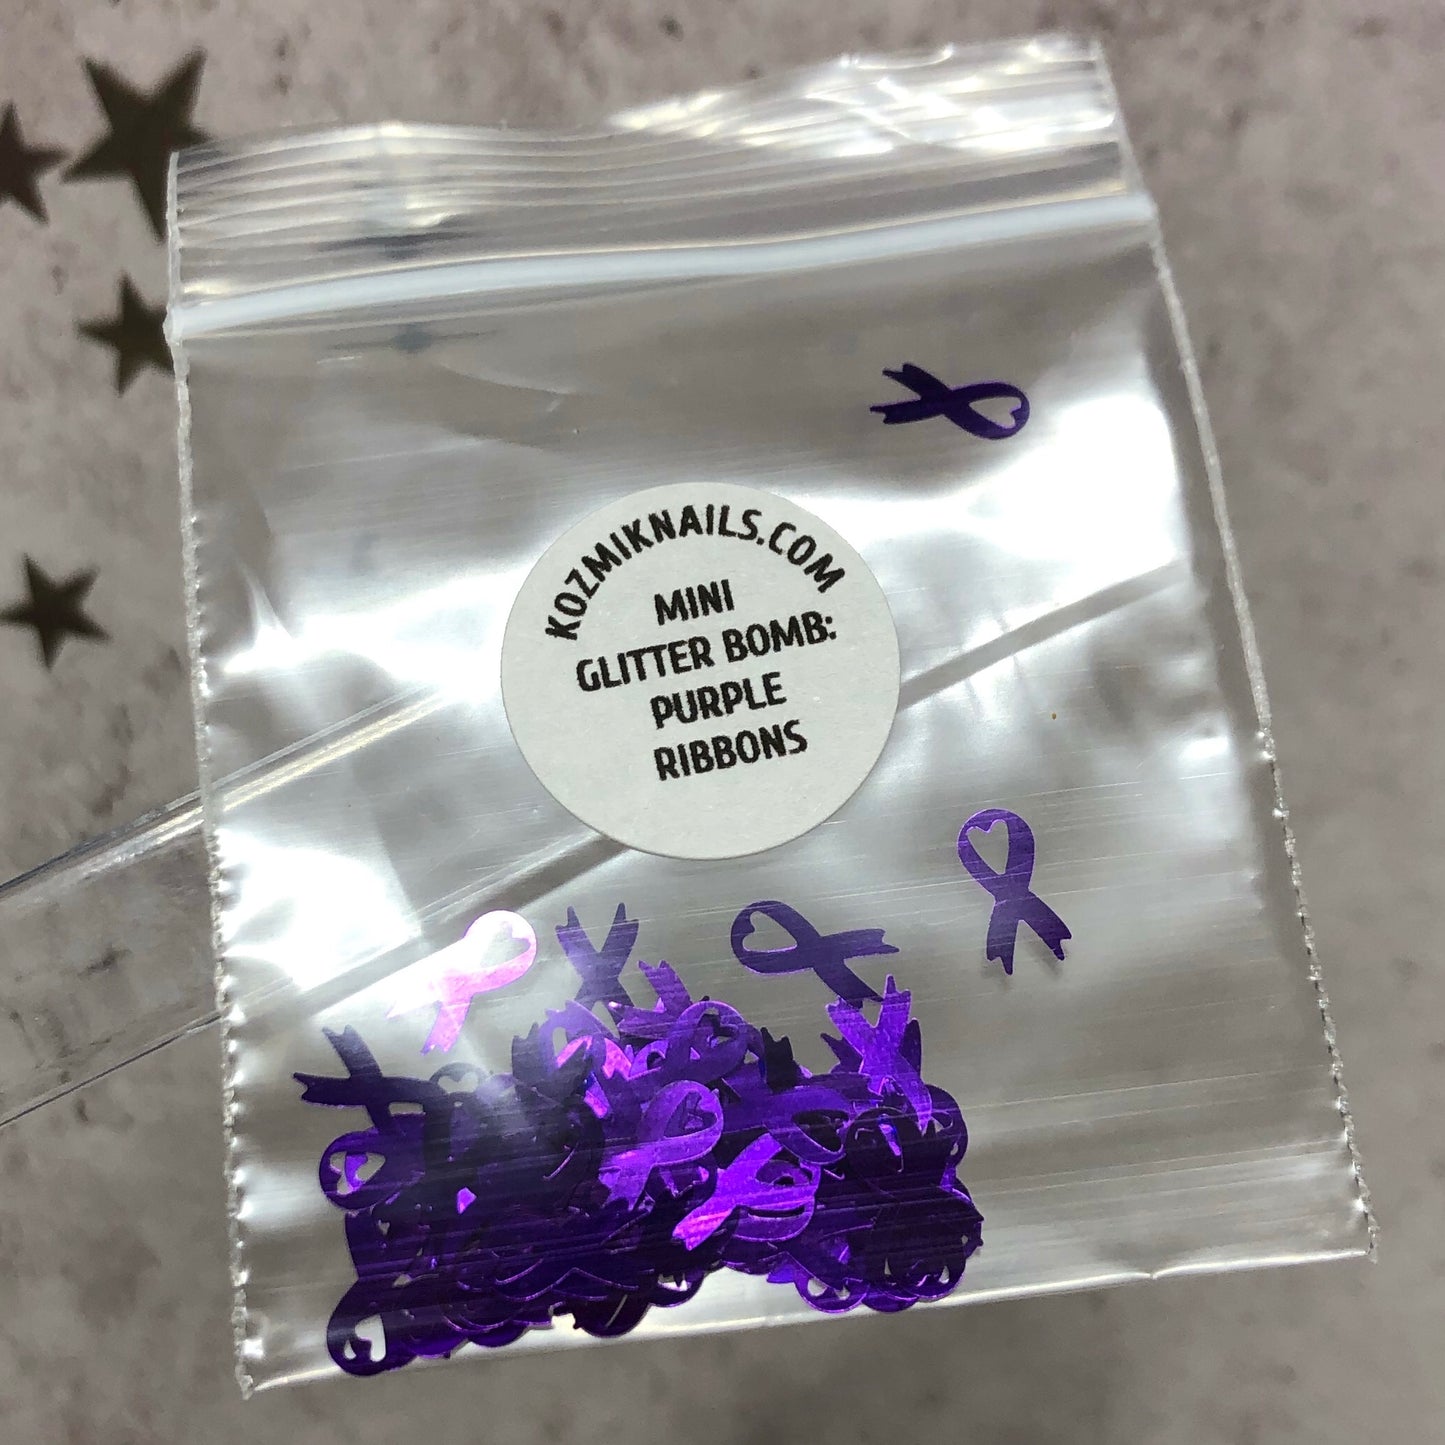 KOZMIKNAILS.COM
MINI
GLITTER BOMB:
PURPLE
RIBBONS